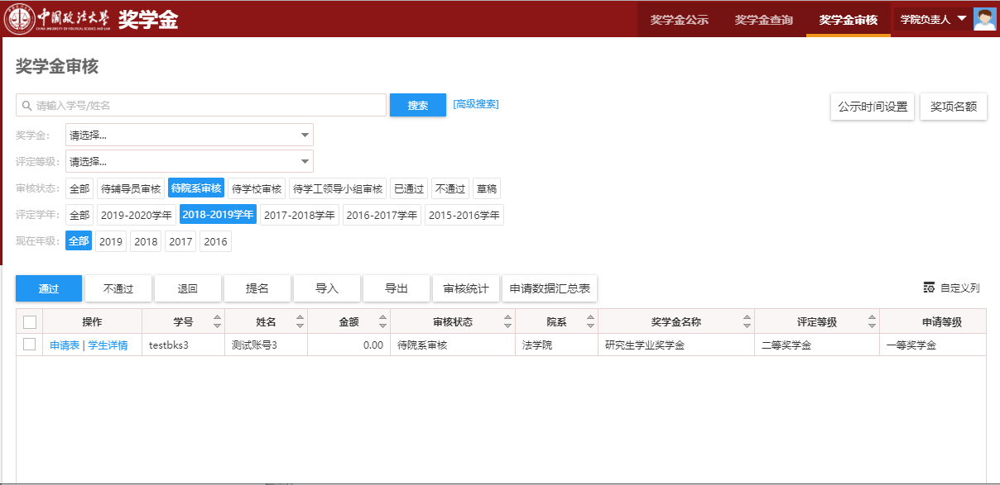 中国政法大学 奖学金 奖学金公示 奖学金查询 奖学金审核 学院负责人
CHINA UNIVERSITY OF POLITICAL SCIENCE AND LAW
奖学金审核
请输入学号/姓名 搜索 [高级搜索] 公示时间设置 奖项名额
奖学金: 请选择...
评定等级: 请选择...
审核状态: 全部 待辅导员审核 待院系审核 待学校审核 待学工领导小组审核 已通过 不通过 草稿
评定学年: 全部 2019-2020学年 2018-2019学年 2017-2018学年 2016-2017学年 2015-2016学年
现在年级: 全部 2019 2018 2017 2016
通过 不通过 退回 提名 导入 导出 审核统计 申请数据汇总表 自定义列
操作 学号 姓名 金额 审核状态 院系 奖学金名称 评定等级 申请等级
申请表 | 学生详情 testbks3 测试账号3 0.00 待院系审核 法学院 研究生学业奖学金 二等奖学金 一等奖学金